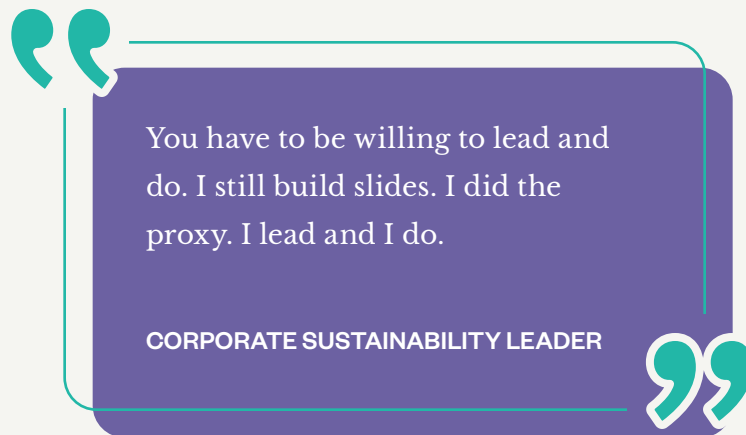 You have to be willing to lead and
do. I still build slides. I did the
proxy. I lead and I do.
CORPORATE SUSTAINABILITY LEADER